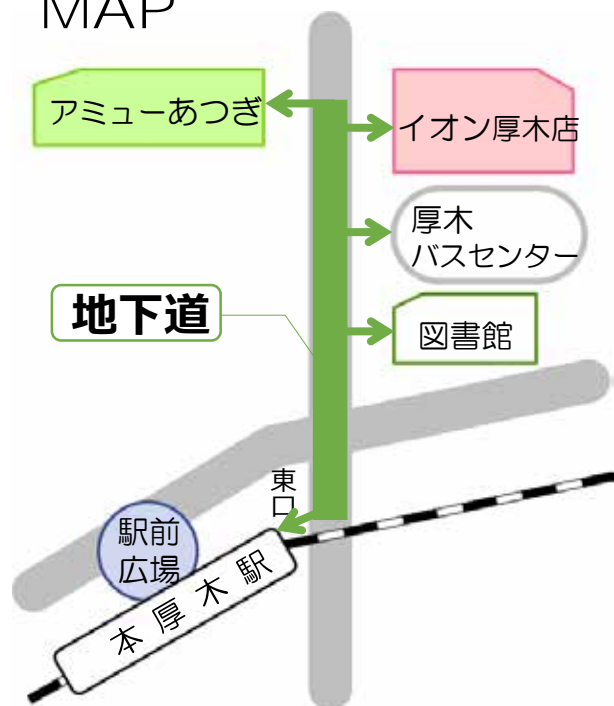 MAP
アミューあつぎ
イオン厚木店
厚木
バスセンター
地下道
図書館
東口
駅前
広場
本厚木駅